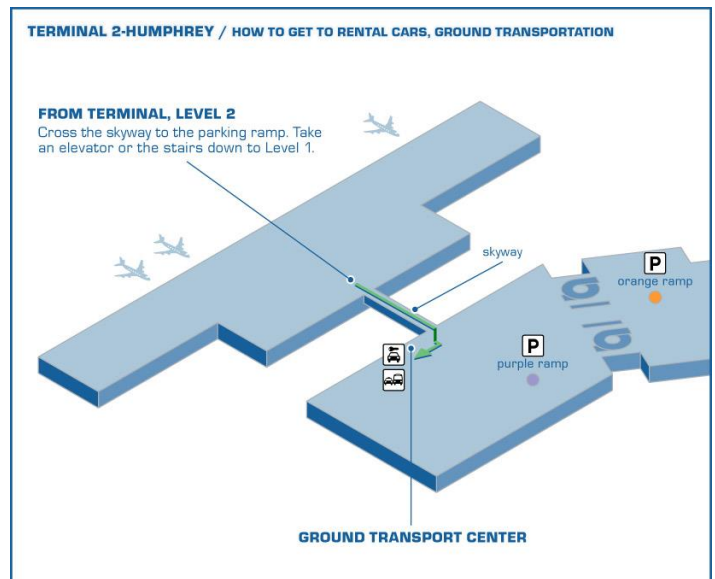 TERMINAL 2-HUMPHREY / HOW TO GET TO RENTAL CARS, GROUND TRANSPORTATION
FROM TERMINAL, LEVEL 2
Cross the skyway to the parking ramp. Take
an elevator or the stairs down to Level 1.
skyway
P
orange ramp
P
purple ramp
GROUND TRANSPORT CENTER